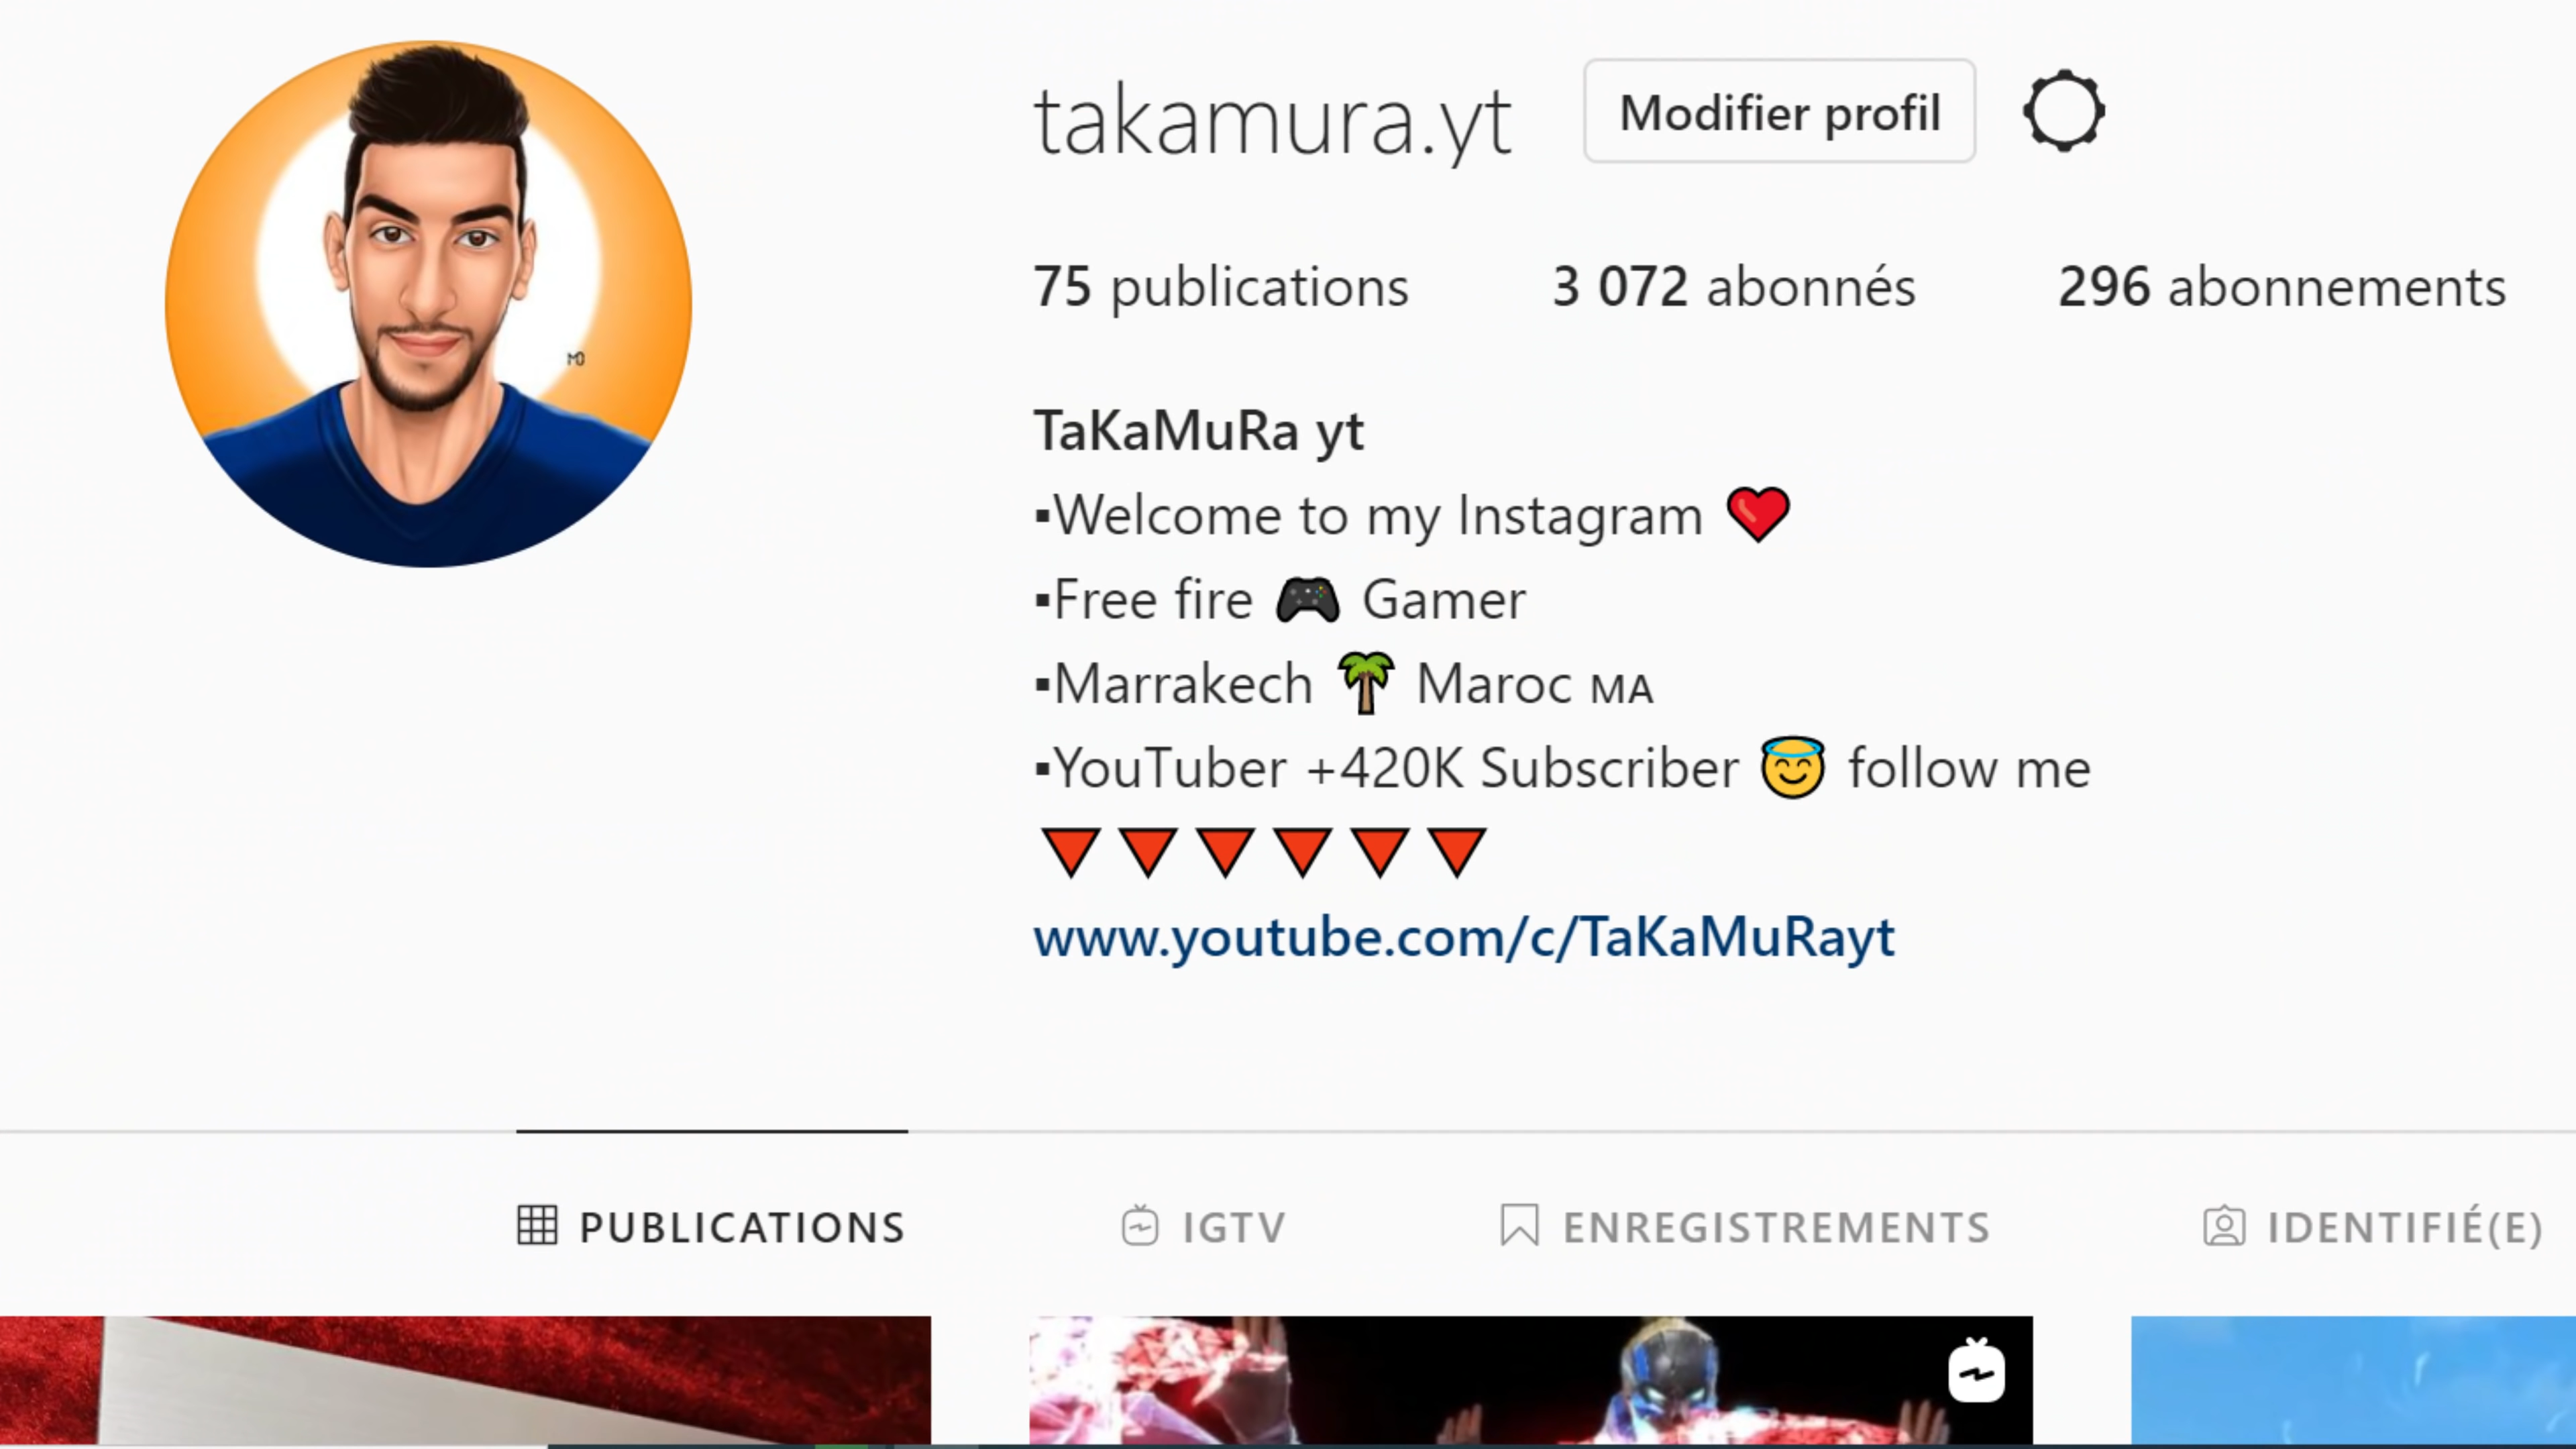 takamura.yt Modifier profil
75 publications 3 072 abonnés 296 abonnements
TaKaMuRa yt
▪Welcome to my Instagram ❤️
▪Free fire 🎮 Gamer
▪Marrakech 🌴 Maroc MA
▪YouTuber +420K Subscriber 😇 follow me
🔻🔻🔻🔻🔻🔻
www.youtube.com/c/TaKaMuRayt
MO
PUBLICATIONS IGTV ENREGISTREMENTS IDENTIFIÉ(E)